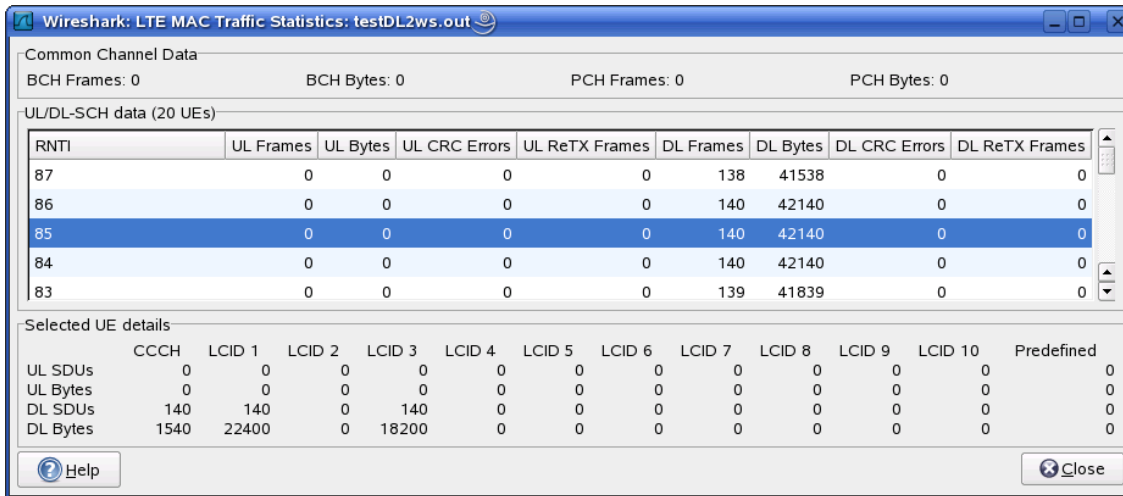 Wireshark: LTE MAC Traffic Statistics: testDL2ws.out
Common Channel Data
BCH Frames: 0 BCH Bytes: 0 PCH Frames: 0 PCH Bytes: 0
UL/DL-SCH data (20 UEs)
RNTI UL Frames UL Bytes UL CRC Errors UL ReTX Frames DL Frames DL Bytes DL CRC Errors DL ReTX Frames
87 0 0 0 0 138 41538 0 0
86 0 0 0 0 140 42140 0 0
85 0 0 0 0 140 42140 0 0
84 0 0 0 0 140 42140 0 0
83 0 0 0 0 139 41839 0 0
Selected UE details
CCCH LCID 1 LCID 2 LCID 3 LCID 4 LCID 5 LCID 6 LCID 7 LCID 8 LCID 9 LCID 10 Predefined
UL SDUs 0 0 0 0 0 0 0 0 0 0 0 0
UL Bytes 0 0 0 0 0 0 0 0 0 0 0 0
DL SDUs 140 140 0 140 0 0 0 0 0 0 0 0
DL Bytes 1540 22400 0 18200 0 0 0 0 0 0 0 0
Help Close